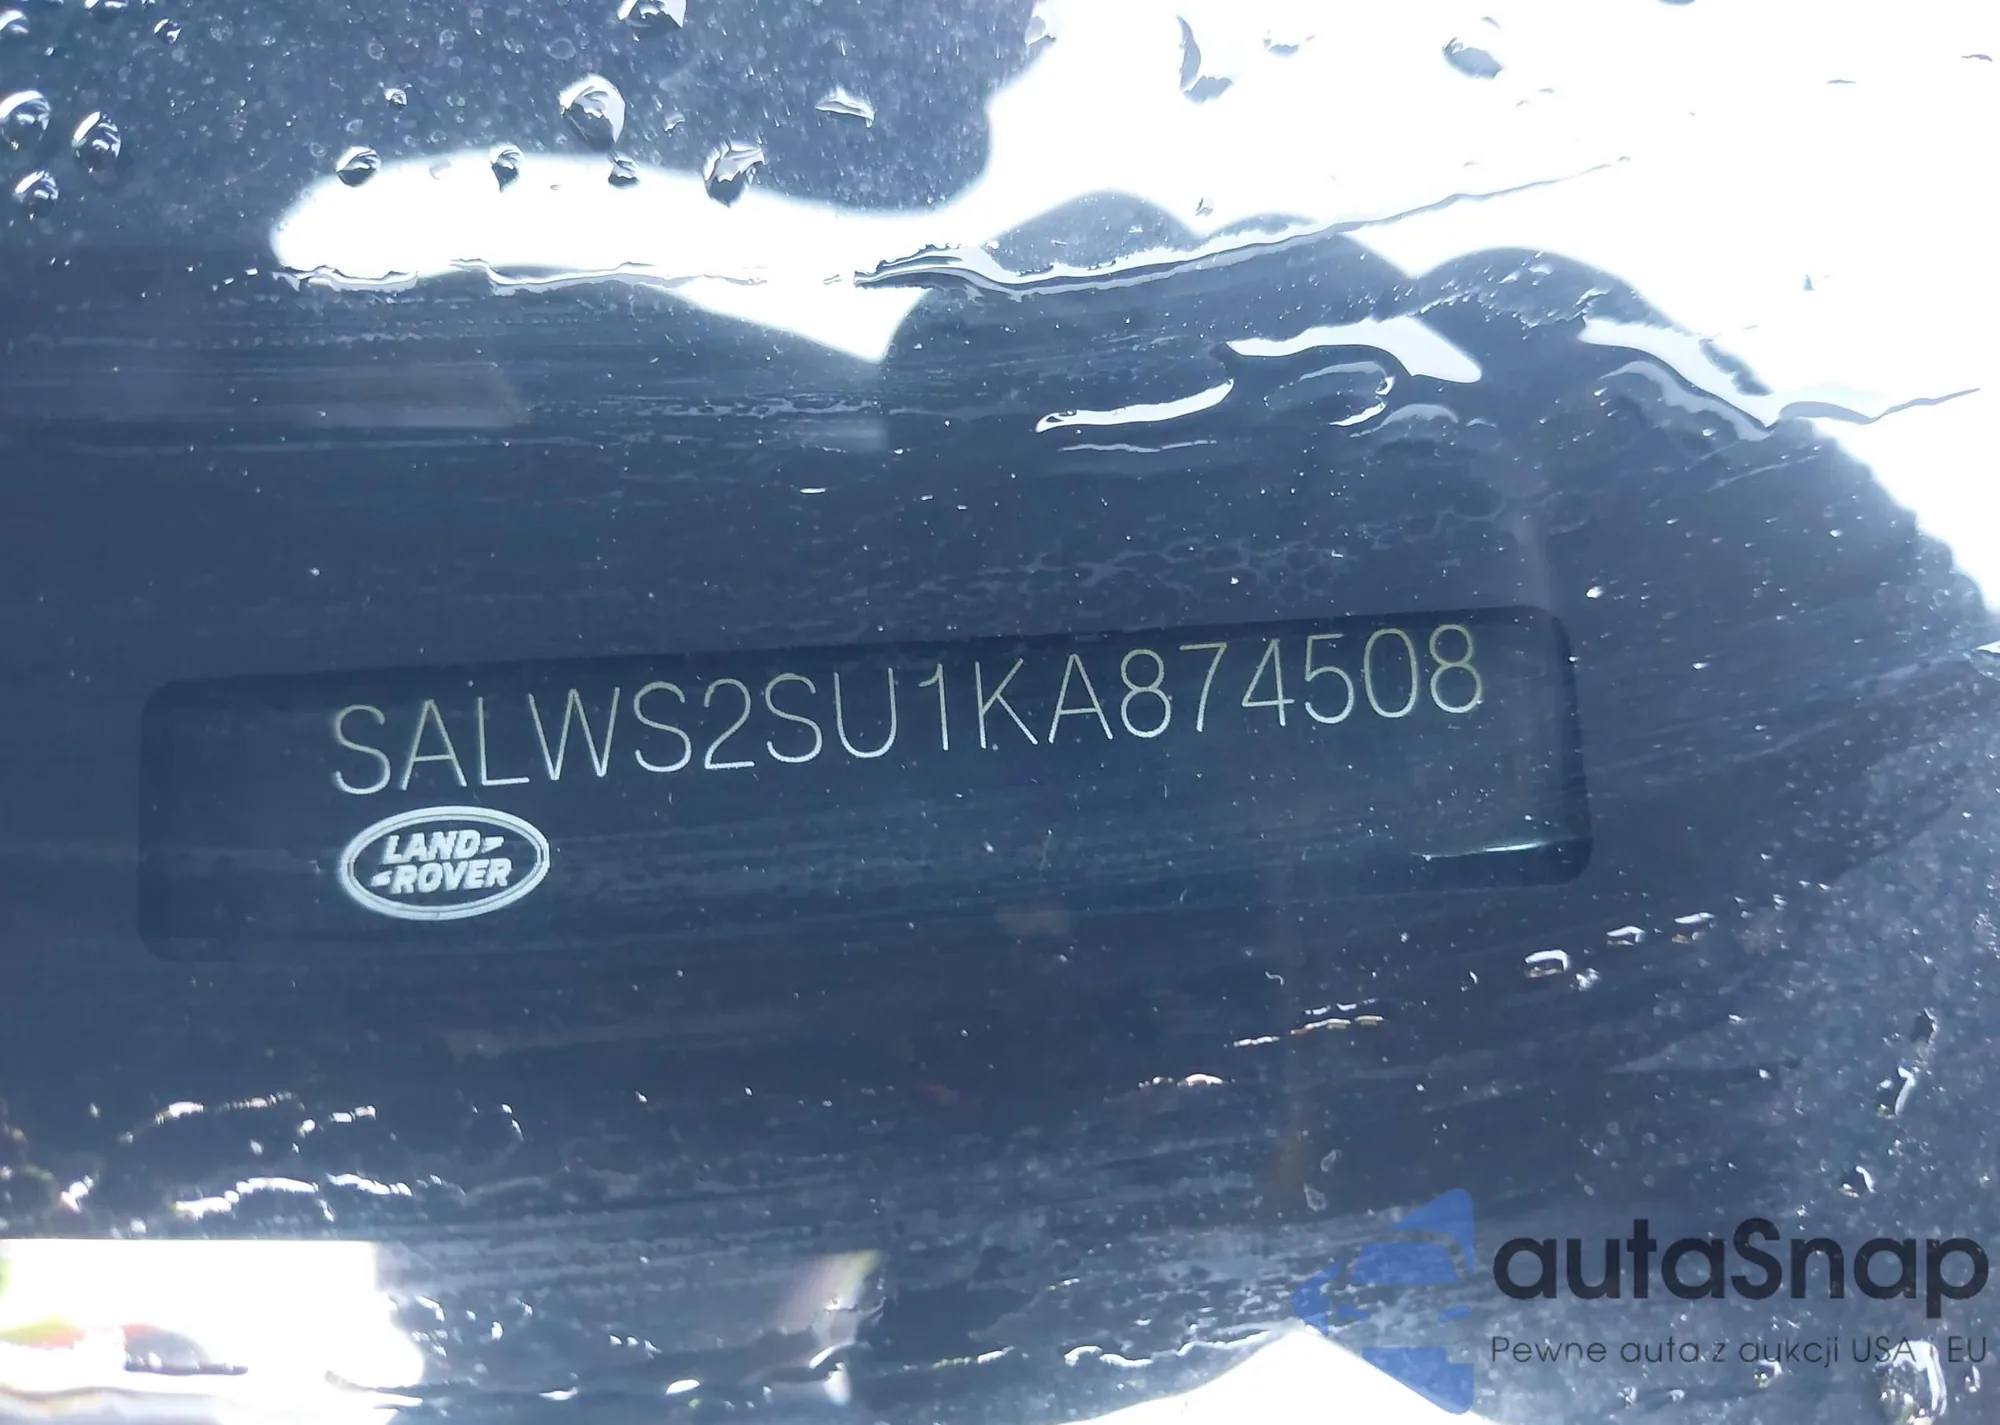 SALWS2SU1KA874508
LAND
ROVER
autaSnap
Pewne auta z aukcji USA i EU